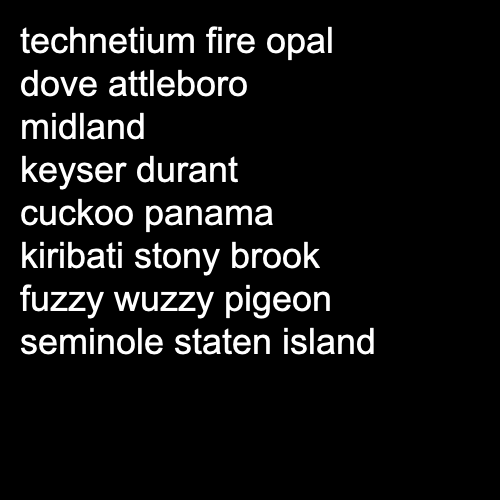 technetium fire opal
dove attleboro
midland
keyser durant
cuckoo panama
kiribati stony brook
fuzzy wuzzy pigeon
seminole staten island